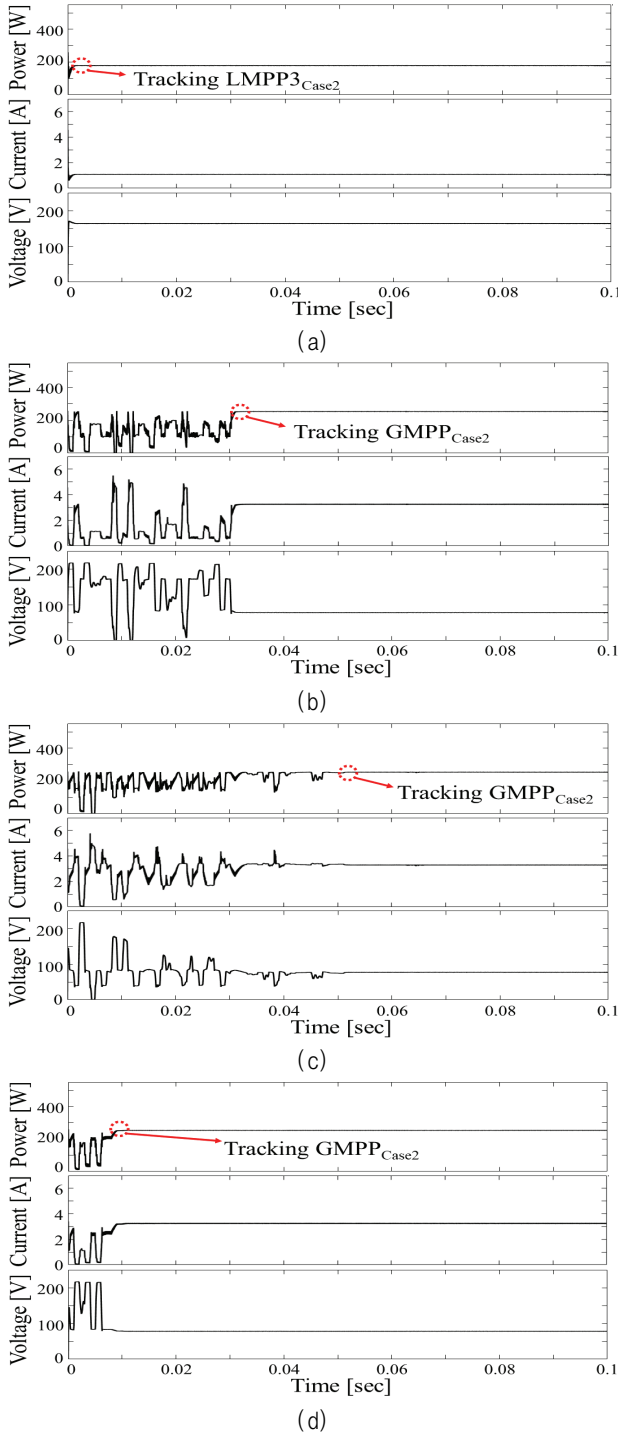 Power [W]
400
200
0
Tracking LMPP3Case2
Current [A]
6
4
2
0
Voltage [V]
200
100
0
0 0.02 0.04 0.06 0.08 0.1
Time [sec]
(a)
Power [W]
400
200
0
Tracking GMPPCase2
Current [A]
6
4
2
0
Voltage [V]
200
100
0
0 0.02 0.04 0.06 0.08 0.1
Time [sec]
(b)
Power [W]
400
200
0
Tracking GMPPCase2
Current [A]
6
4
2
0
Voltage [V]
200
100
0
0 0.02 0.04 0.06 0.08 0.1
Time [sec]
(c)
Power [W]
400
200
0
Tracking GMPPCase2
Current [A]
6
4
2
0
Voltage [V]
200
100
0
0 0.02 0.04 0.06 0.08 0.1
Time [sec]
(d)